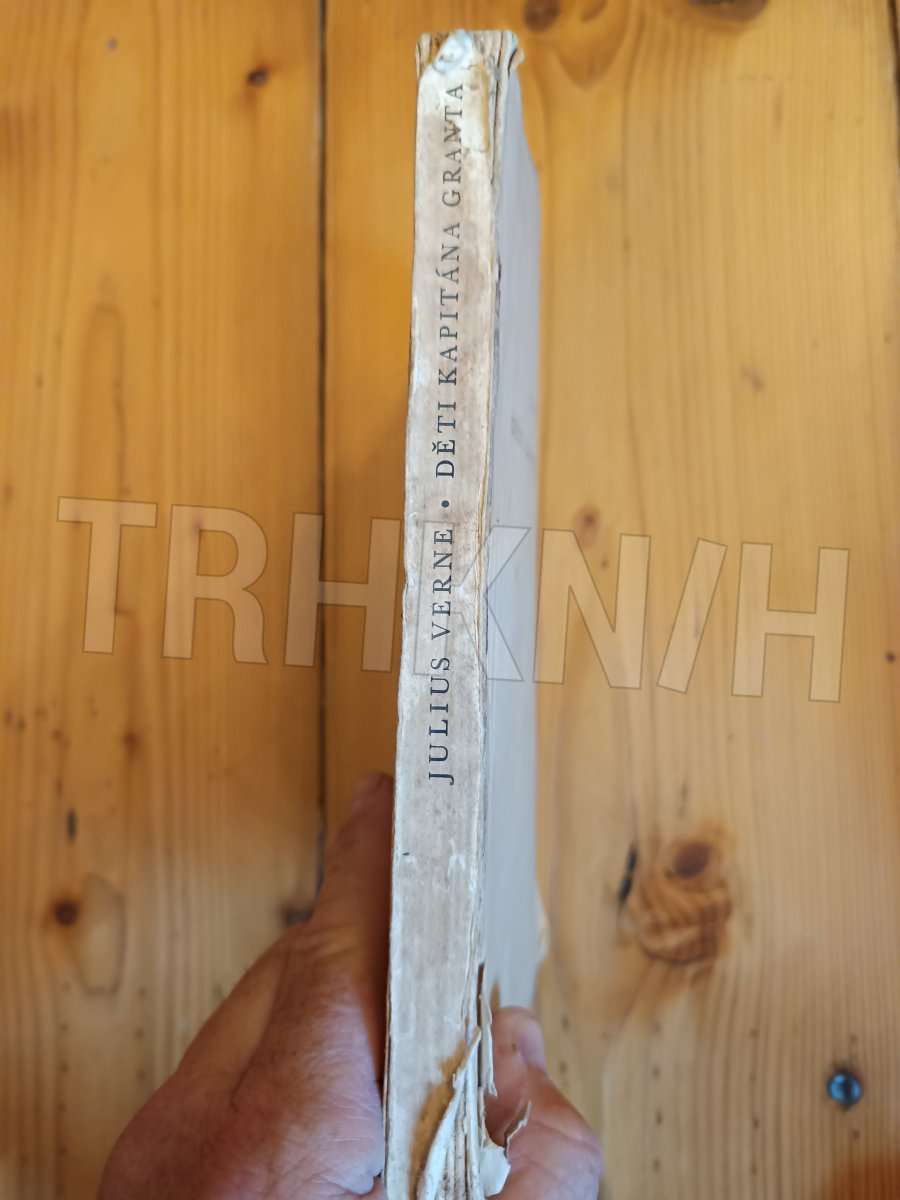 JULIUS VERNE • DĚTI KAPITÁNA GRANTA
TRHKNIH